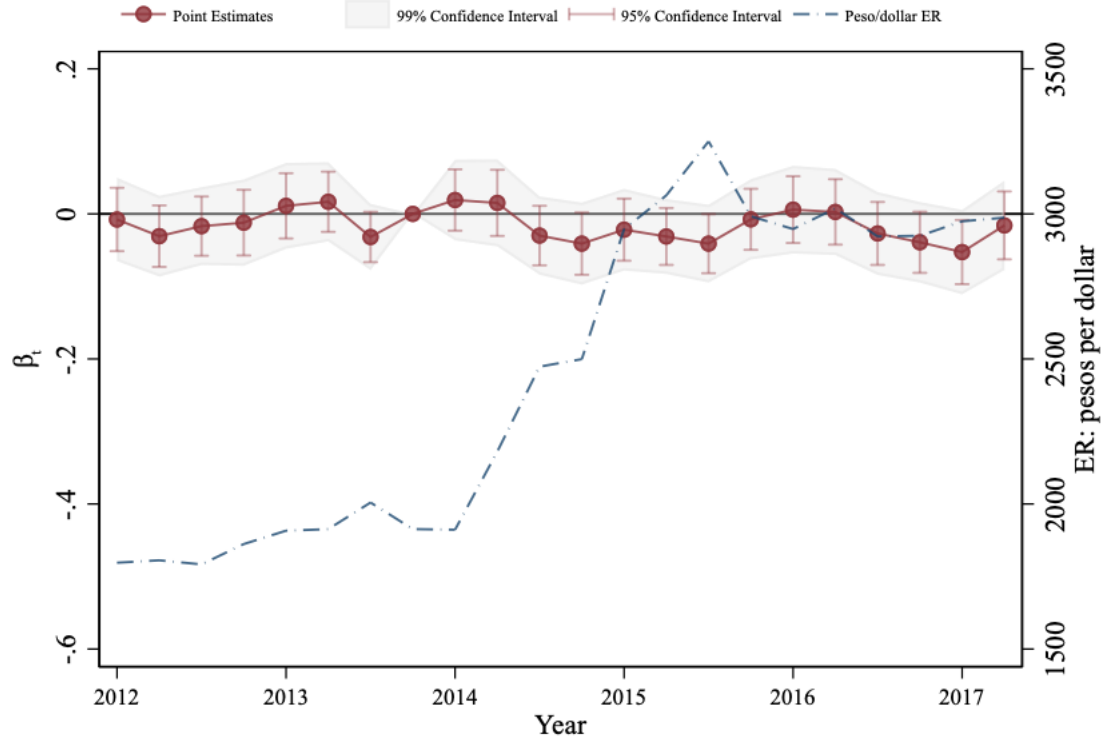 Point Estimates 99% Confidence Interval 95% Confidence Interval Peso/dollar ER
.2
0
-.2
-.4
-.6
βt
3500
3000
2500
2000
1500
ER: pesos per dollar
2012 2013 2014 2015 2016 2017
Year